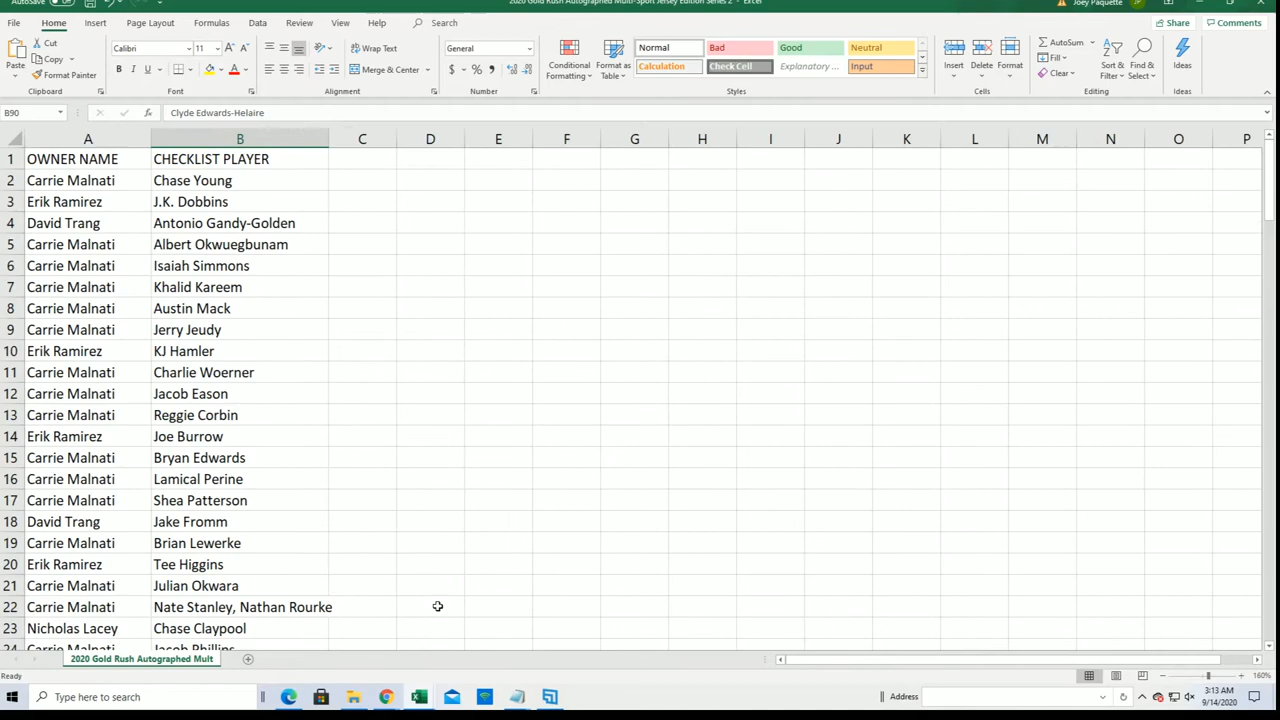 AutoSave
2020 Gold Rush Autographed Multi-Sport Jersey Edition Series 2 - Excel
Joey Paquette
JP
File Home Insert Page Layout Formulas Data Review View Help Search Share Comments
Paste Cut Copy Format Painter Clipboard
Calibri 11 B I U A A Font
Wrap Text Merge & Center Alignment
General $ % Number
Conditional Formatting Format as Table
Normal Bad Good Neutral
Calculation Check Cell Explanatory ... Input
Styles
Insert Delete Format Cells
AutoSum Fill Clear Sort & Filter Find & Select Editing
Ideas Ideas
B90 fx Clyde Edwards-Helaire
A B C D E F G H I J K L M N O P
1 OWNER NAME CHECKLIST PLAYER
2 Carrie Malnati Chase Young
3 Erik Ramirez J.K. Dobbins
4 David Trang Antonio Gandy-Golden
5 Carrie Malnati Albert Okwuegbunam
6 Carrie Malnati Isaiah Simmons
7 Carrie Malnati Khalid Kareem
8 Carrie Malnati Austin Mack
9 Carrie Malnati Jerry Jeudy
10 Erik Ramirez KJ Hamler
11 Carrie Malnati Charlie Woerner
12 Carrie Malnati Jacob Eason
13 Carrie Malnati Reggie Corbin
14 Erik Ramirez Joe Burrow
15 Carrie Malnati Bryan Edwards
16 Carrie Malnati Lamical Perine
17 Carrie Malnati Shea Patterson
18 David Trang Jake Fromm
19 Carrie Malnati Brian Lewerke
20 Erik Ramirez Tee Higgins
21 Carrie Malnati Julian Okwara
22 Carrie Malnati Nate Stanley, Nathan Rourke
23 Nicholas Lacey Chase Claypool
24 Carrie Malnati Jacob Phillips
2020 Gold Rush Autographed Mult
Ready 160%
Type here to search Address 3:13 AM
9/14/2020